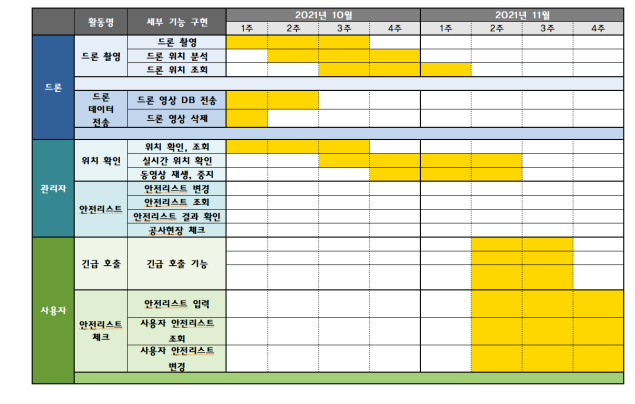 활동명 세부 기능 구현 2021년 10월 2021년 11월
1주 2주 3주 4주 1주 2주 3주 4주
드론
드론 촬영
드론 촬영
드론 위치 분석
드론 위치 조회
드론
데이터
전송
드론 영상 DB 전송
드론 영상 삭제
관리자
위치 확인
위치 확인, 조회
실시간 위치 확인
동영상 재생, 중지
안전리스트
안전리스트 변경
안전리스트 조회
안전리스트 결과 확인
공사현장 체크
사용자
긴급 호출
긴급 호출 기능
안전리스트
체크
안전리스트 입력
사용자 안전리스트
조회
사용자 안전리스트
변경